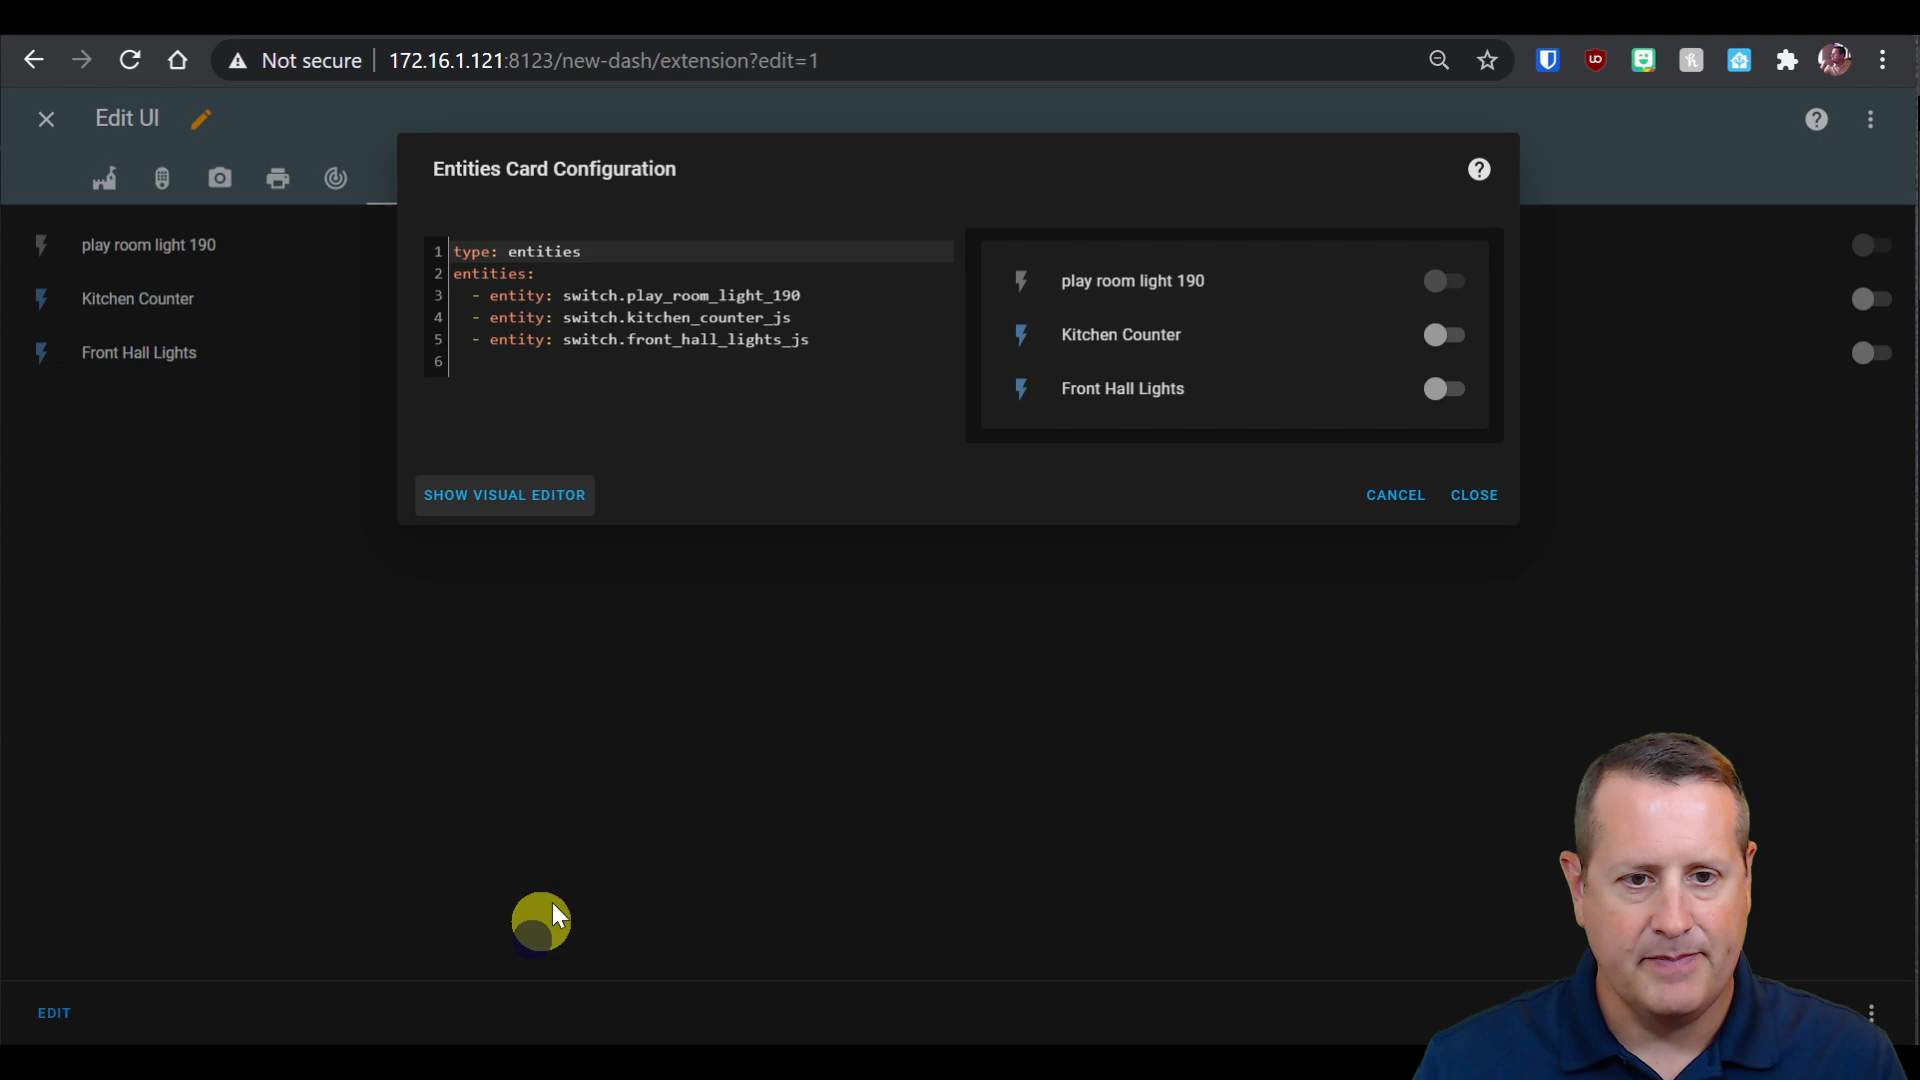 Not secure
172.16.1.121:8123/new-dash/extension?edit=1
Edit UI
Entities Card Configuration
play room light 190
Kitchen Counter
Front Hall Lights
1 type: entities
2 entities:
3 - entity: switch.play_room_light_190
4 - entity: switch.kitchen_counter_js
5 - entity: switch.front_hall_lights_js
6
play room light 190
Kitchen Counter
Front Hall Lights
SHOW VISUAL EDITOR
CANCEL
CLOSE
EDIT